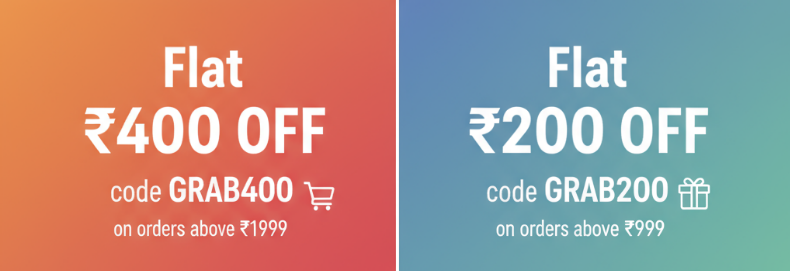 Flat
₹400 OFF
code GRAB400
on orders above ₹1999
Flat
₹200 OFF
code GRAB200
on orders above ₹999